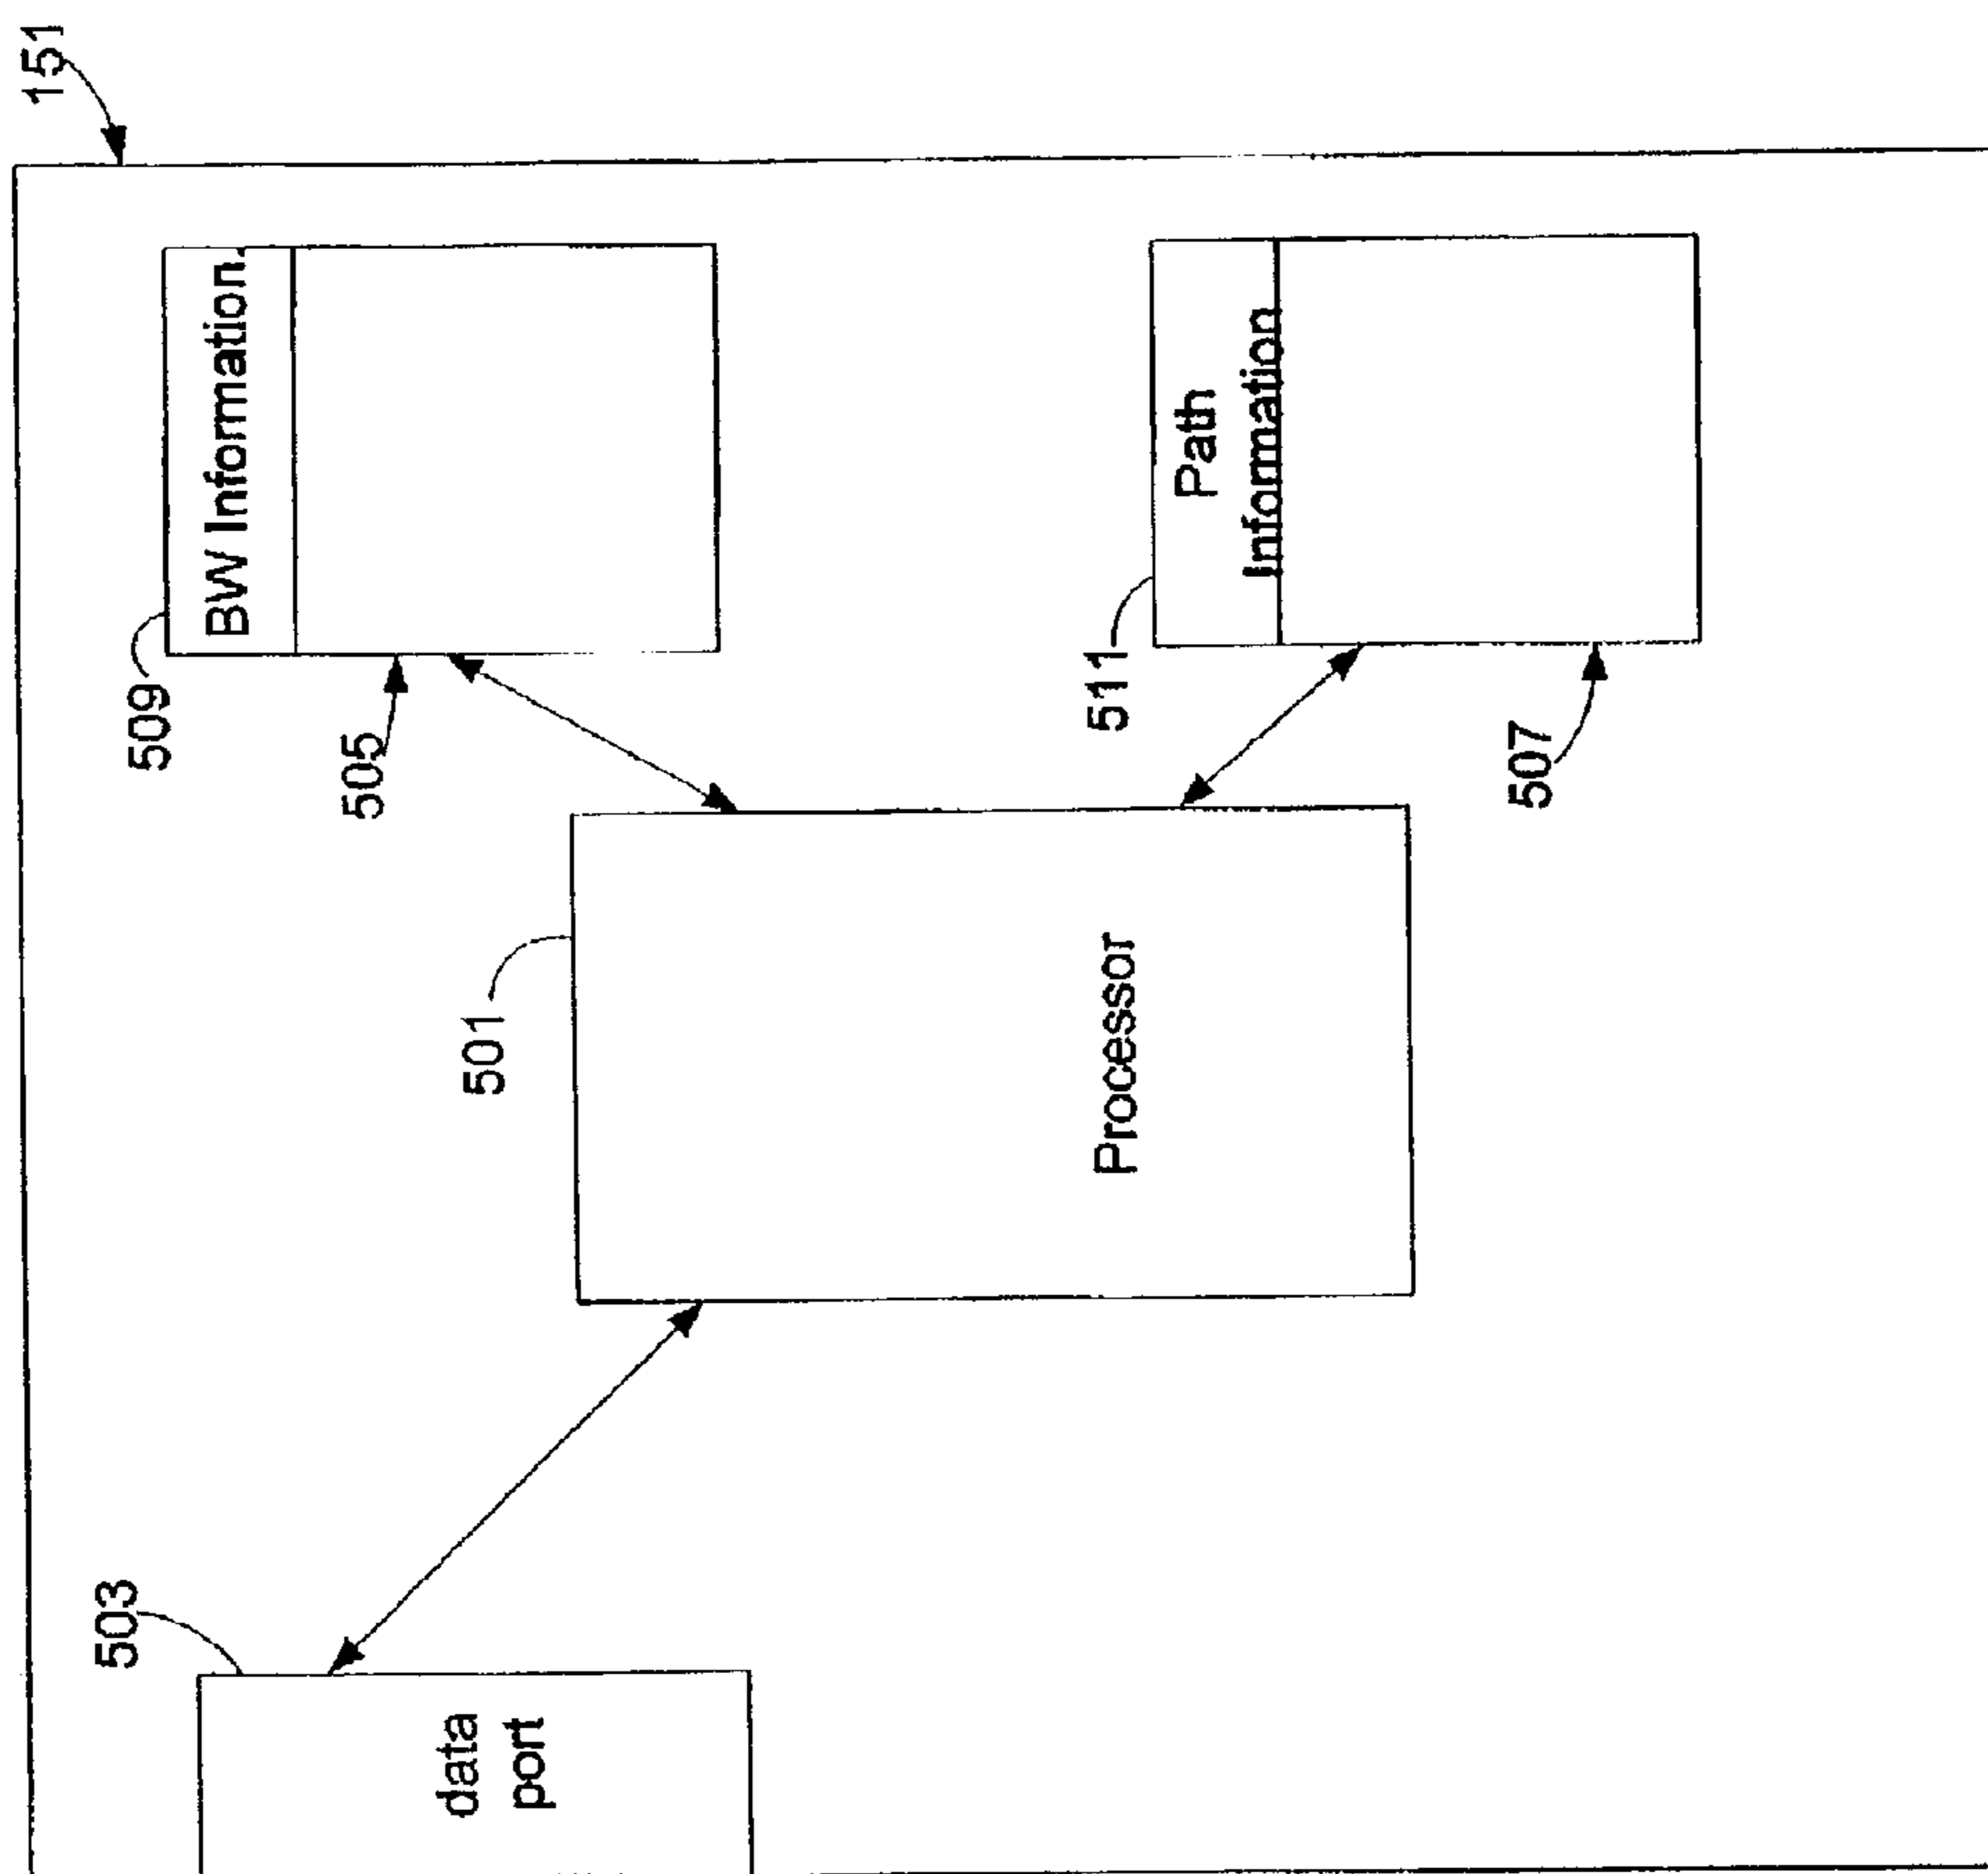 151
BW Information
509
505
Path
Information
511
507
501
Processor
503
data
port